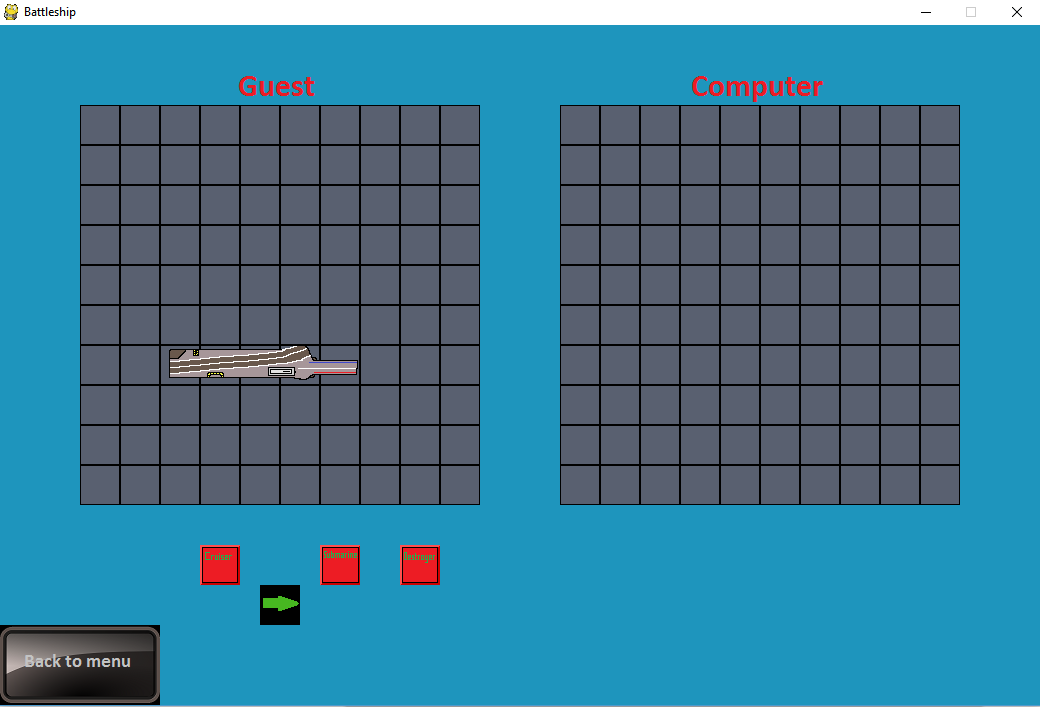 Battleship
Guest
Computer
Cruiser
Submarine
Destroyer
Back to menu